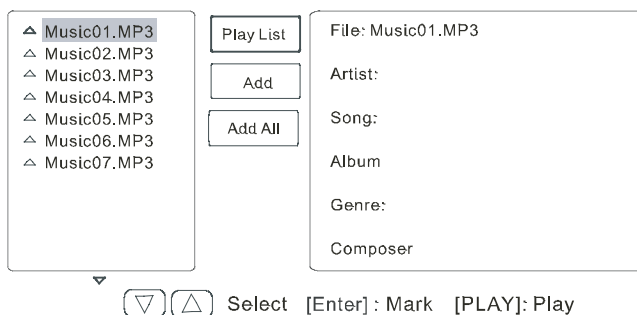 Music01.MP3
Music02.MP3
Music03.MP3
Music04.MP3
Music05.MP3
Music06.MP3
Music07.MP3
Play List
Add
Add All
File: Music01.MP3
Artist:
Song:
Album
Genre:
Composer
Select [Enter] : Mark [PLAY]: Play